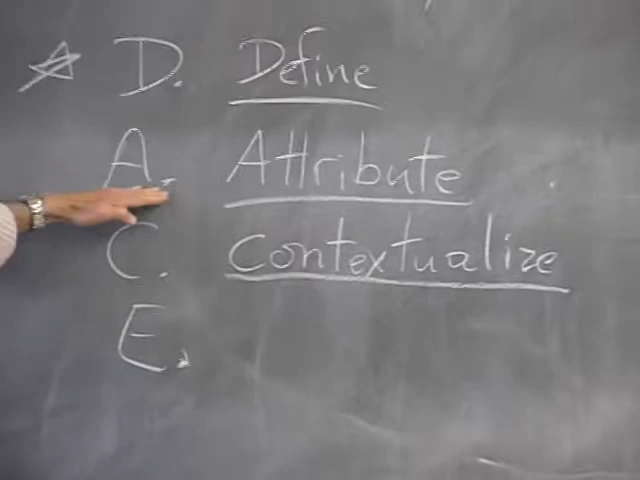 D. Define
A. Attribute
C. Contextualize
E.